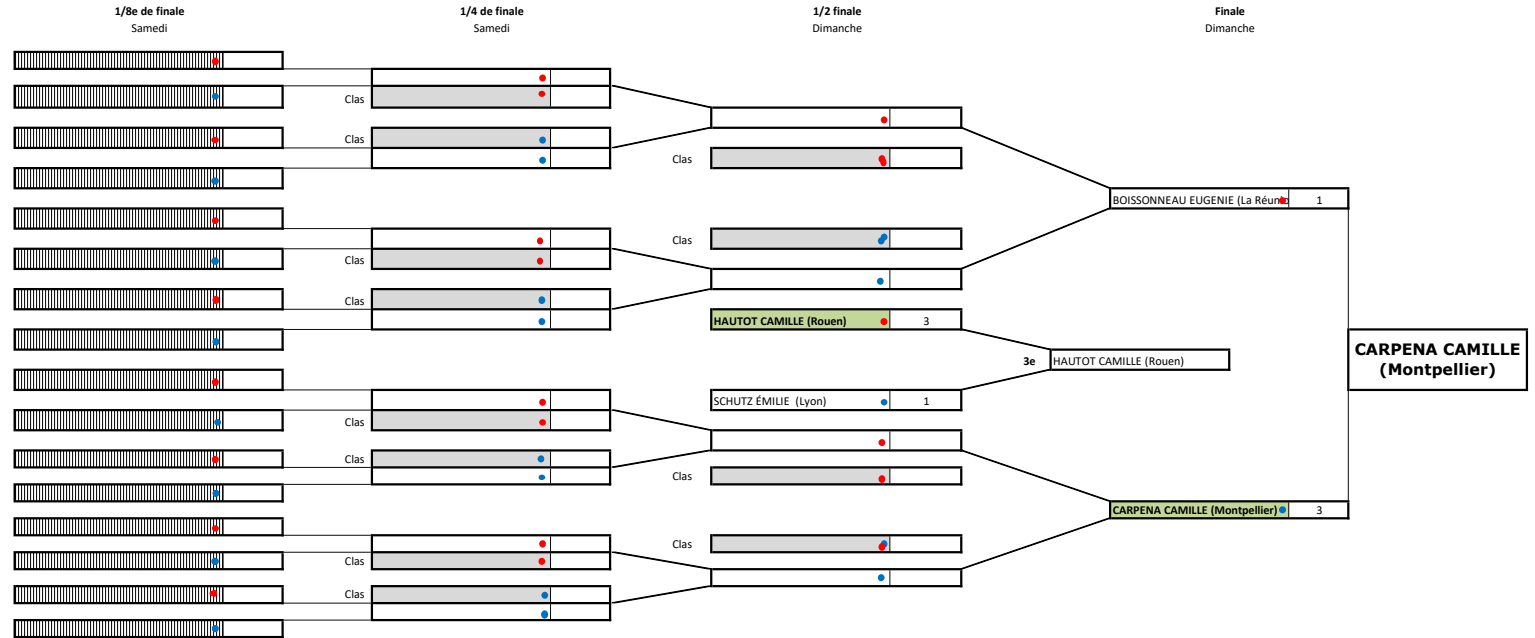 1/8e de finale
Samedi
1/4 de finale
Samedi
1/2 finale
Dimanche
Finale
Dimanche
Clas
Clas
Clas
BOISSONNEAU EUGENIE (La Réunio 1
Clas
Clas
Clas
HAUTOT CAMILLE (Rouen) 3
3e HAUTOT CAMILLE (Rouen)
CARPENA CAMILLE
(Montpellier)
SCHUTZ ÉMILIE (Lyon) 1
Clas
Clas
Clas
CARPENA CAMILLE (Montpellier) 3
Clas
Clas
Clas